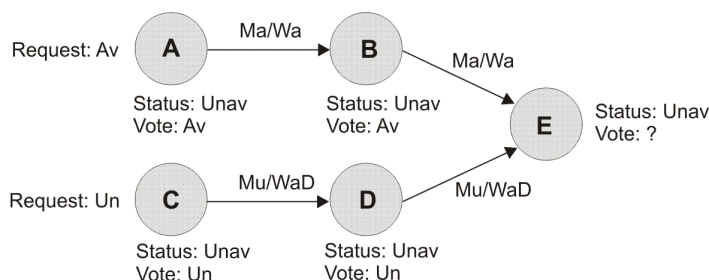 Request: Av
A
Ma/Wa
B
Status: Unav
Vote: Av
Status: Unav
Vote: Av
Ma/Wa
E
Status: Unav
Vote: ?
Request: Un
C
Mu/WaD
D
Mu/WaD
Status: Unav
Vote: Un
Status: Unav
Vote: Un